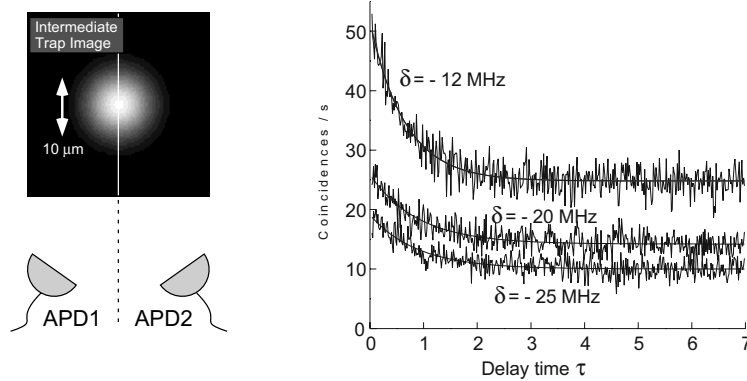 Intermediate
Trap Image
10 μm
APD1
APD2
Coincidences / s
50
40
30
20
10
0
δ = - 12 MHz
δ = - 20 MHz
δ = - 25 MHz
0 1 2 3 4 5 6 7
Delay time τ